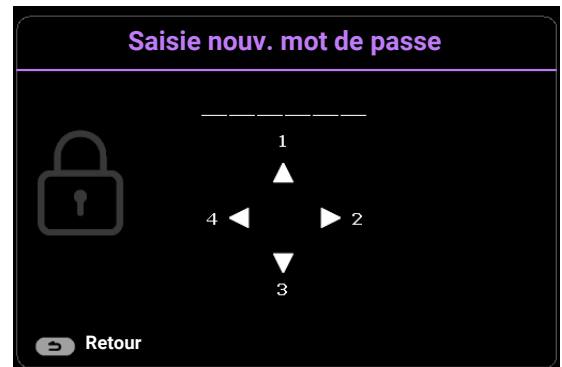 Saisie nouv. mot de passe
_ _ _ _ _ _
1
4 2
3
Retour